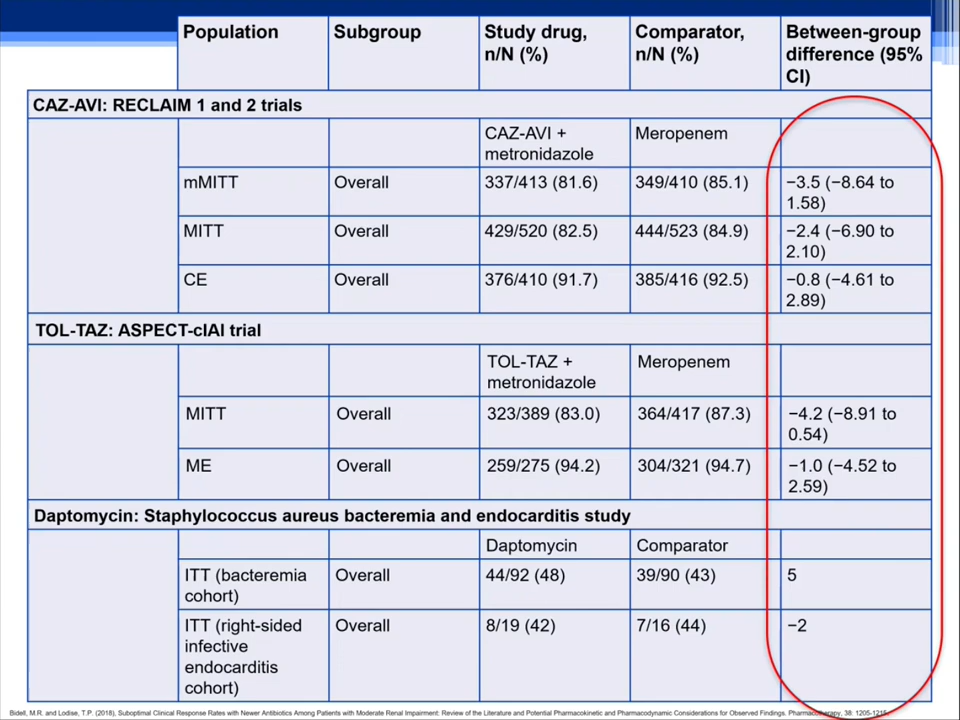 Population Subgroup Study drug, Comparator, Between-group
n/N (%) n/N (%) difference (95%
CI)
CAZ-AVI: RECLAIM 1 and 2 trials
CAZ-AVI + Meropenem
metronidazole
mMITT Overall 337/413 (81.6) 349/410 (85.1) −3.5 (−8.64 to
1.58)
MITT Overall 429/520 (82.5) 444/523 (84.9) −2.4 (−6.90 to
2.10)
CE Overall 376/410 (91.7) 385/416 (92.5) −0.8 (−4.61 to
2.89)
TOL-TAZ: ASPECT-cIAI trial
TOL-TAZ + Meropenem
metronidazole
MITT Overall 323/389 (83.0) 364/417 (87.3) −4.2 (−8.91 to
0.54)
ME Overall 259/275 (94.2) 304/321 (94.7) −1.0 (−4.52 to
2.59)
Daptomycin: Staphylococcus aureus bacteremia and endocarditis study
Daptomycin Comparator
ITT (bacteremia Overall 44/92 (48) 39/90 (43) 5
cohort)
ITT (right-sided Overall 8/19 (42) 7/16 (44) −2
infective
endocarditis
cohort)
Bidell, M.R. and Lodise, T.P. (2018), Suboptimal Clinical Response Rates with Newer Antibiotics Among Patients with Moderate Renal Impairment: Review of the Literature and Potential Pharmacokinetic and Pharmacodynamic Considerations for Observed Findings. Pharmacotherapy, 38: 1205-1215.